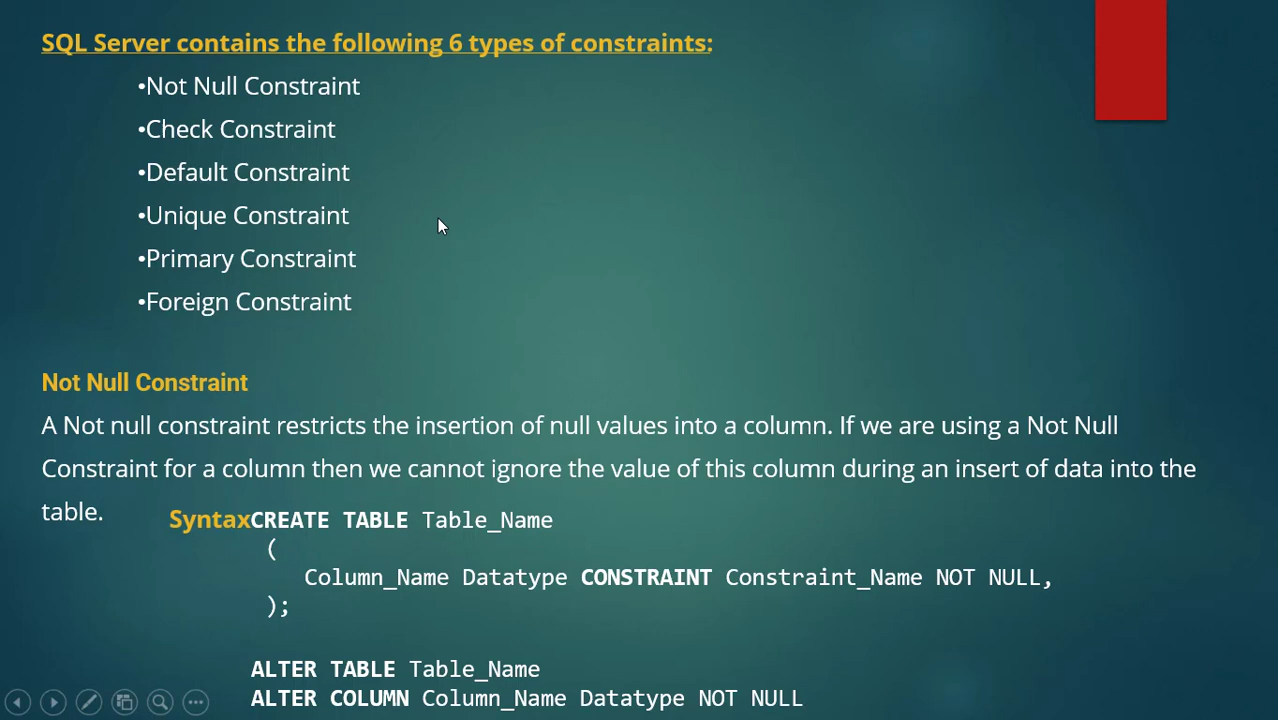 SQL Server contains the following 6 types of constraints:
•Not Null Constraint
•Check Constraint
•Default Constraint
•Unique Constraint
•Primary Constraint
•Foreign Constraint
Not Null Constraint
A Not null constraint restricts the insertion of null values into a column. If we are using a Not Null
Constraint for a column then we cannot ignore the value of this column during an insert of data into the
table.
Syntax CREATE TABLE Table_Name
(
Column_Name Datatype CONSTRAINT Constraint_Name NOT NULL,
);
ALTER TABLE Table_Name
ALTER COLUMN Column_Name Datatype NOT NULL